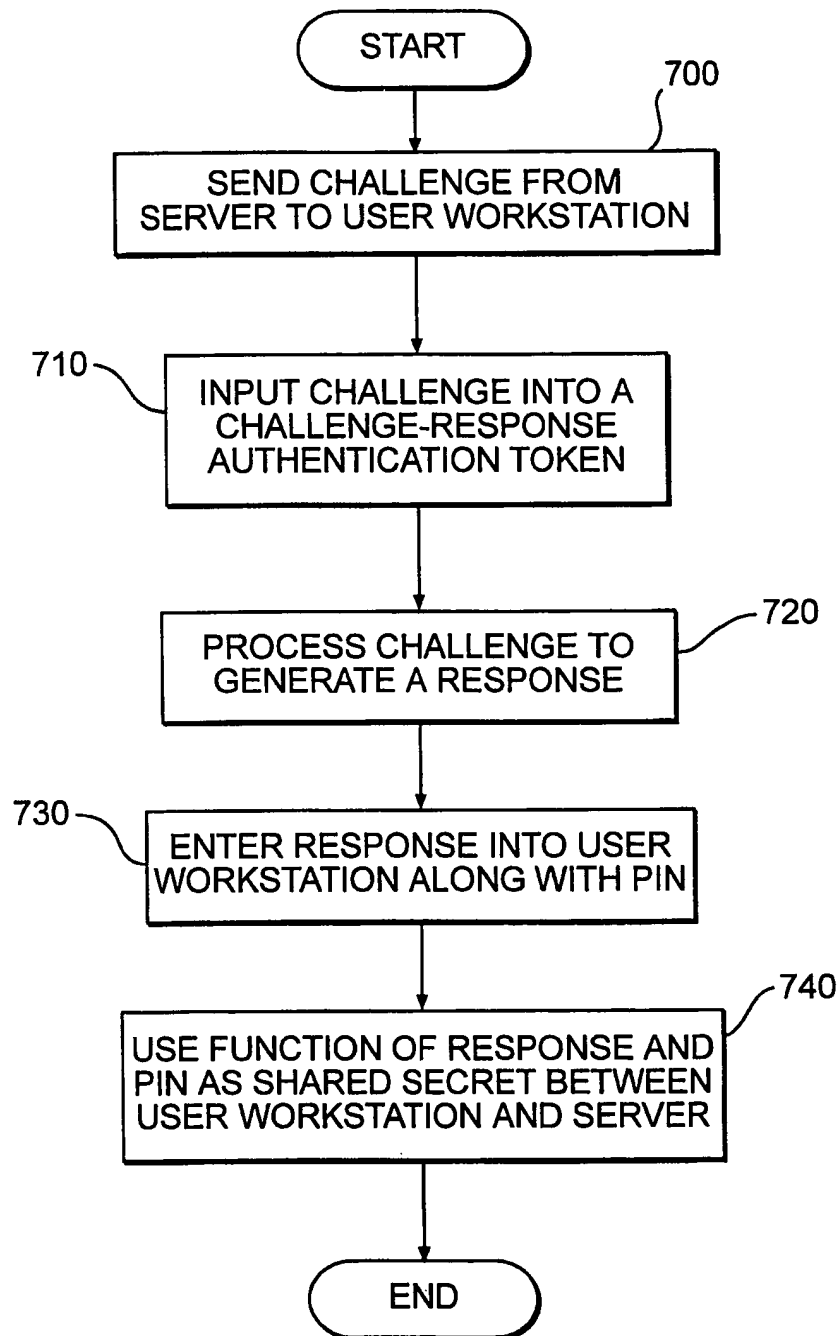 START
700
SEND CHALLENGE FROM
SERVER TO USER WORKSTATION
710
INPUT CHALLENGE INTO A
CHALLENGE-RESPONSE
AUTHENTICATION TOKEN
720
PROCESS CHALLENGE TO
GENERATE A RESPONSE
730
ENTER RESPONSE INTO USER
WORKSTATION ALONG WITH PIN
740
USE FUNCTION OF RESPONSE AND
PIN AS SHARED SECRET BETWEEN
USER WORKSTATION AND SERVER
END